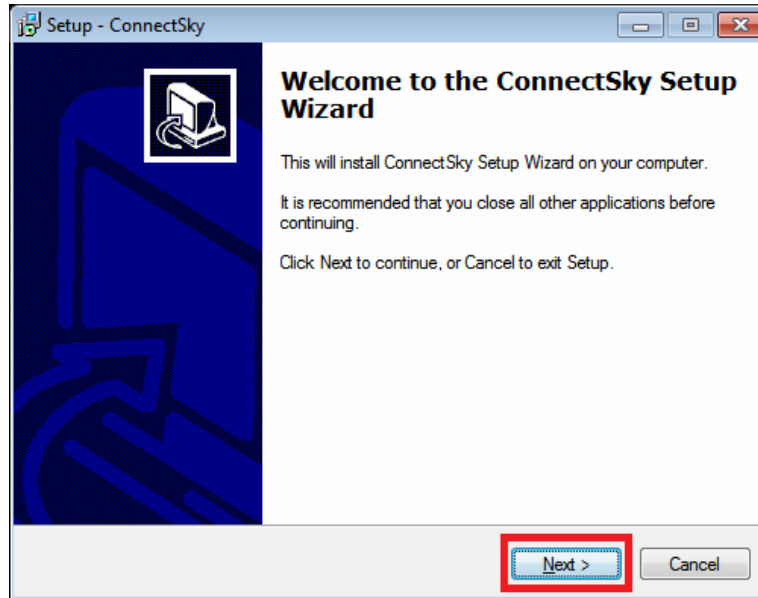 Setup - ConnectSky
Welcome to the ConnectSky Setup
Wizard
This will install ConnectSky Setup Wizard on your computer.
It is recommended that you close all other applications before
continuing.
Click Next to continue, or Cancel to exit Setup.
Next >
Cancel